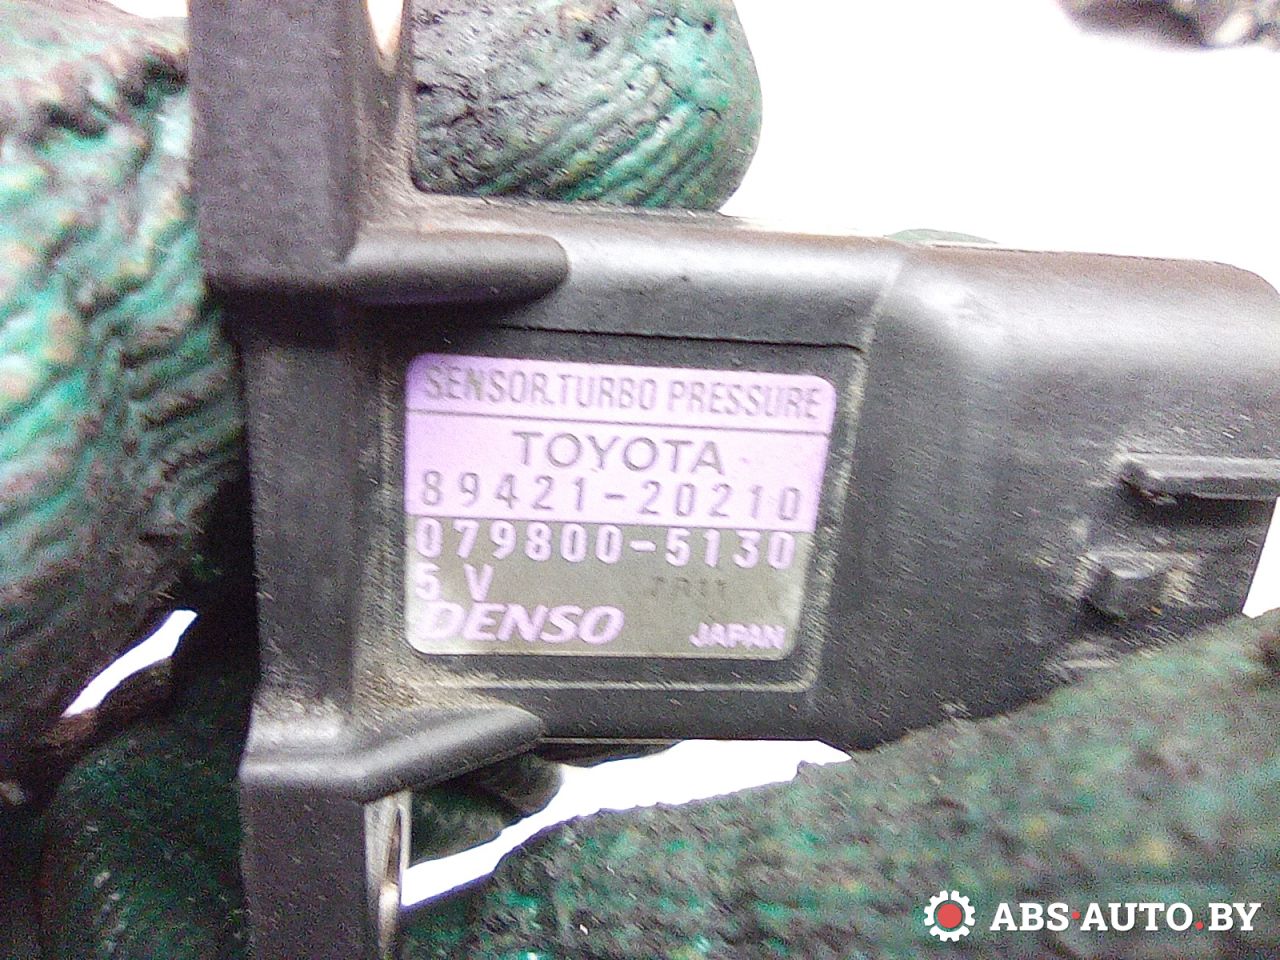 SENSOR,TURBO PRESSURE
TOYOTA
89421-20210
079800-5130
5 V
DENSO JAPAN
ABS·AUTO.BY